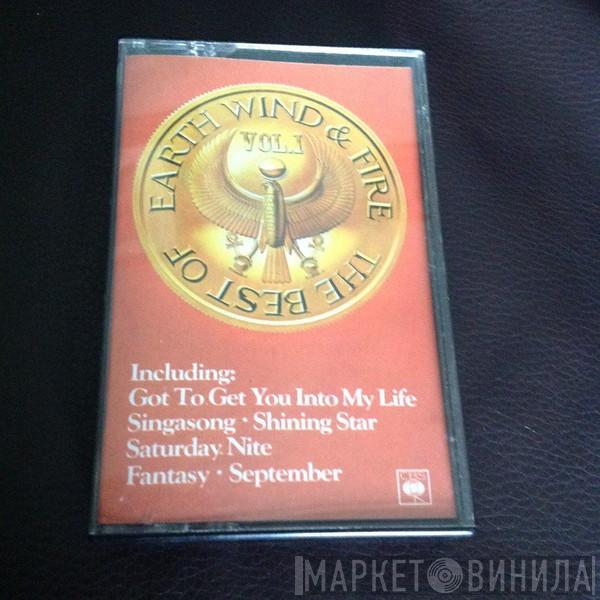 EARTH WIND & FIRE
THE BEST OF
VOL.I
Including:
Got To Get You Into My Life
Singasong · Shining Star
Saturday Nite
Fantasy · September
CBS
МАРКЕТ ВИНИЛА